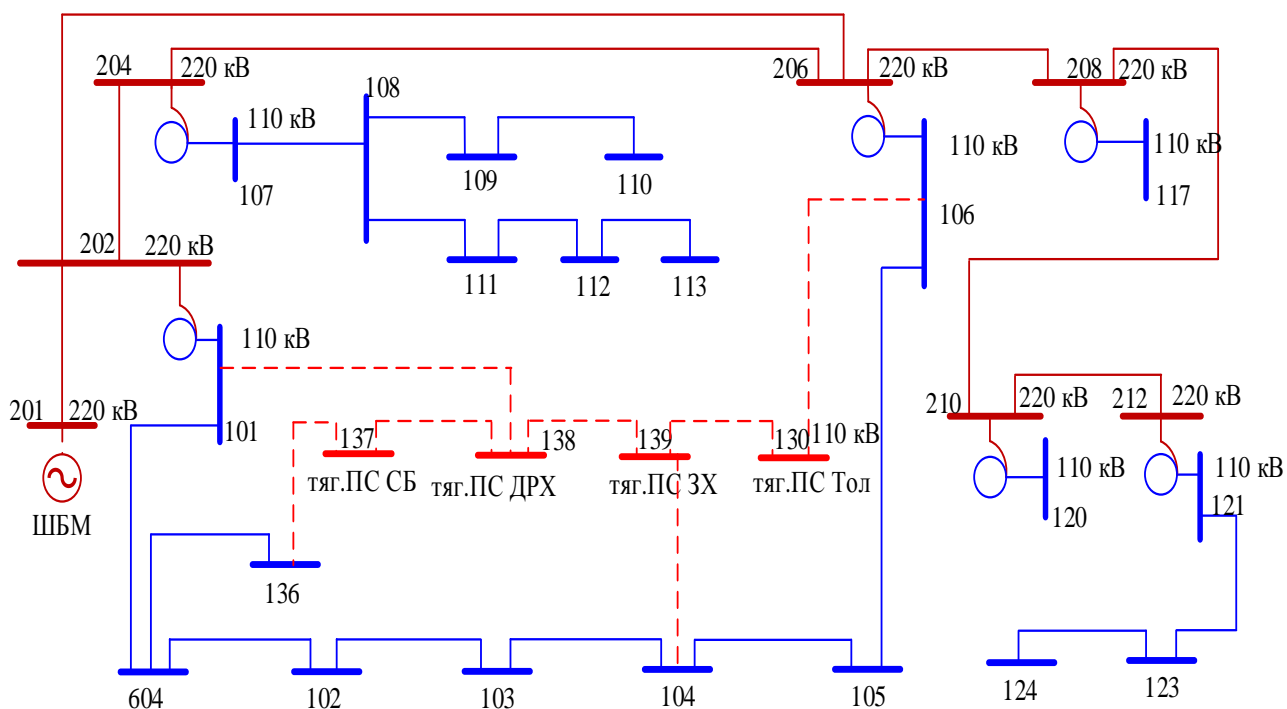 204
220 кВ
206
220 кВ
208
220 кВ
108
110 кВ
110 кВ
110 кВ
109
110
107
117
106
202
220 кВ
111
112
113
110 кВ
201
220 кВ
101
210
220 кВ
212
220 кВ
137
138
139
130
110 кВ
тяг.ПС СБ
тяг.ПС ДРХ
тяг.ПС ЗХ
тяг.ПС Тол
110 кВ
110 кВ
ШБМ
120
121
136
604
102
103
104
105
124
123